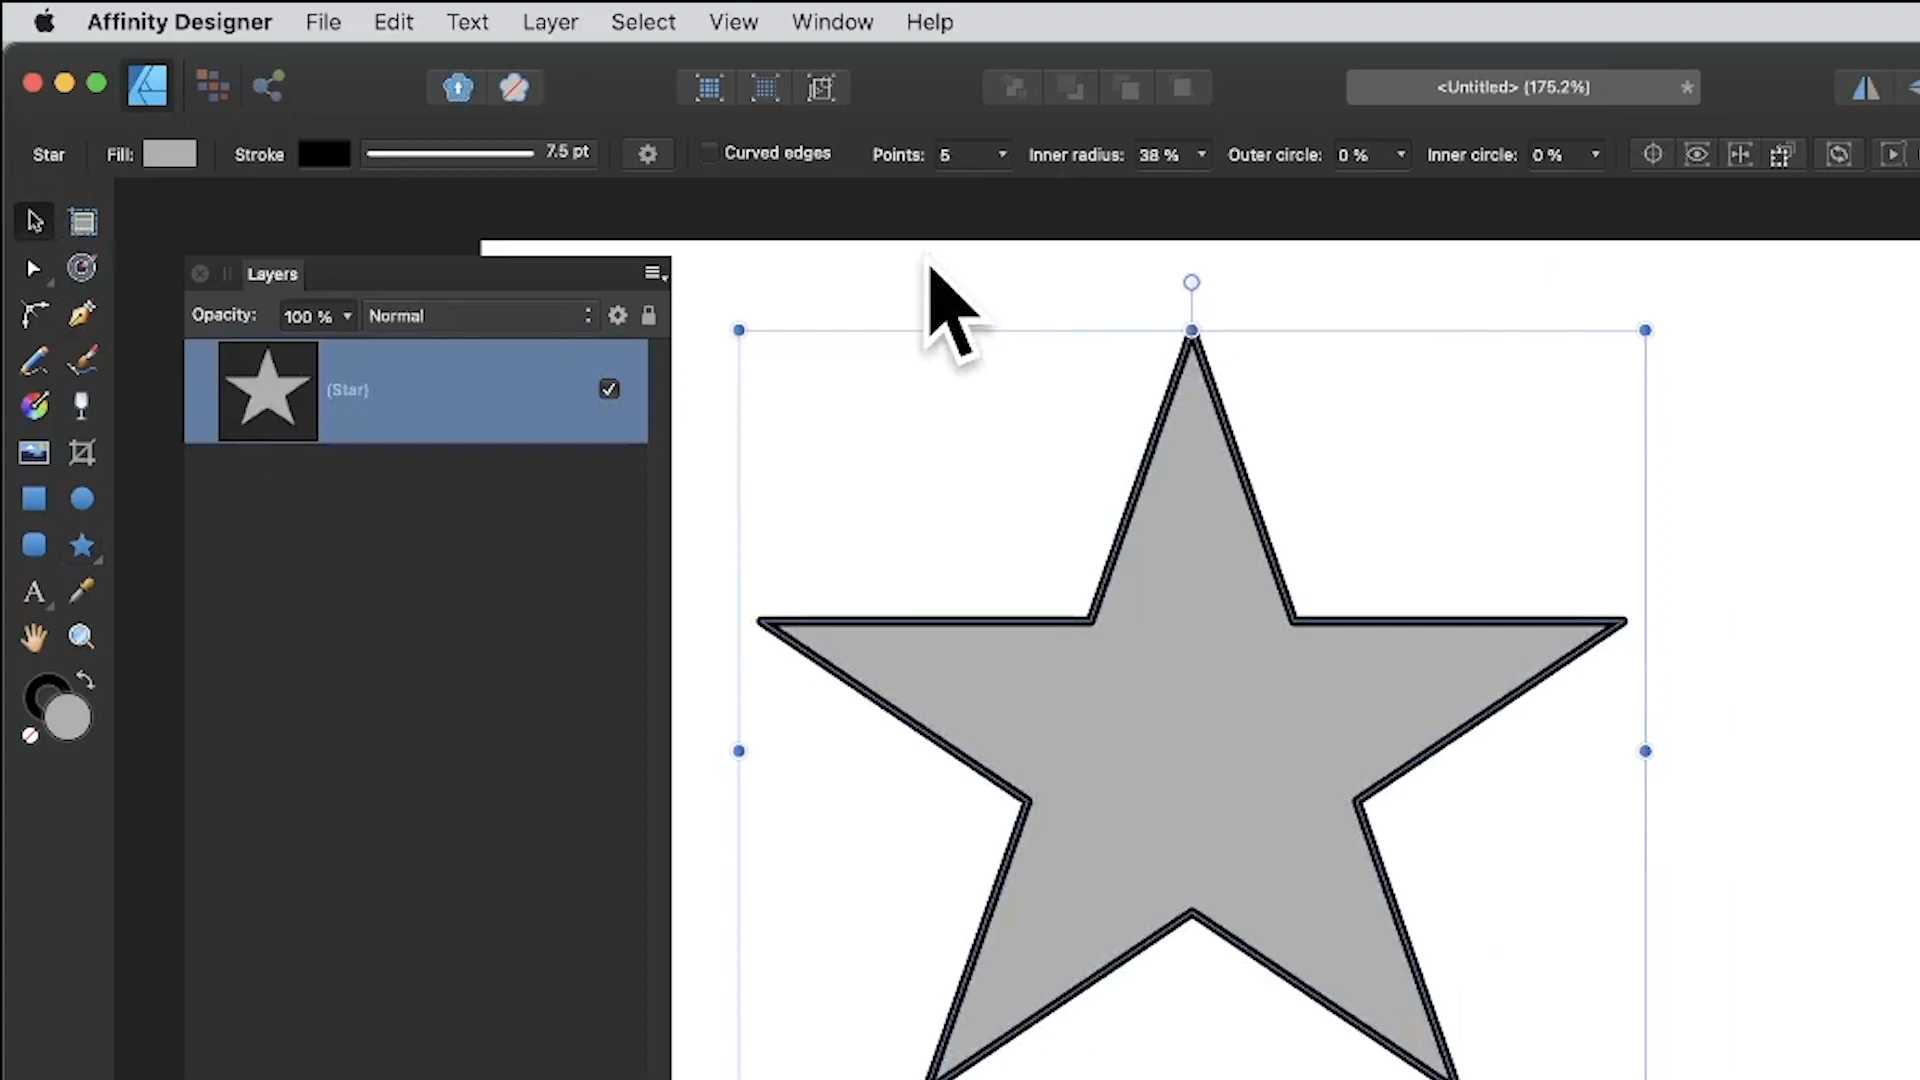 Affinity Designer File Edit Text Layer Select View Window Help
<Untitled> (175.2%) *
Star Fill: Stroke 7.5 pt Curved edges Points: 5 Inner radius: 38 % Outer circle: 0 % Inner circle: 0 %
Layers
Opacity: 100 % Normal
(Star)
A